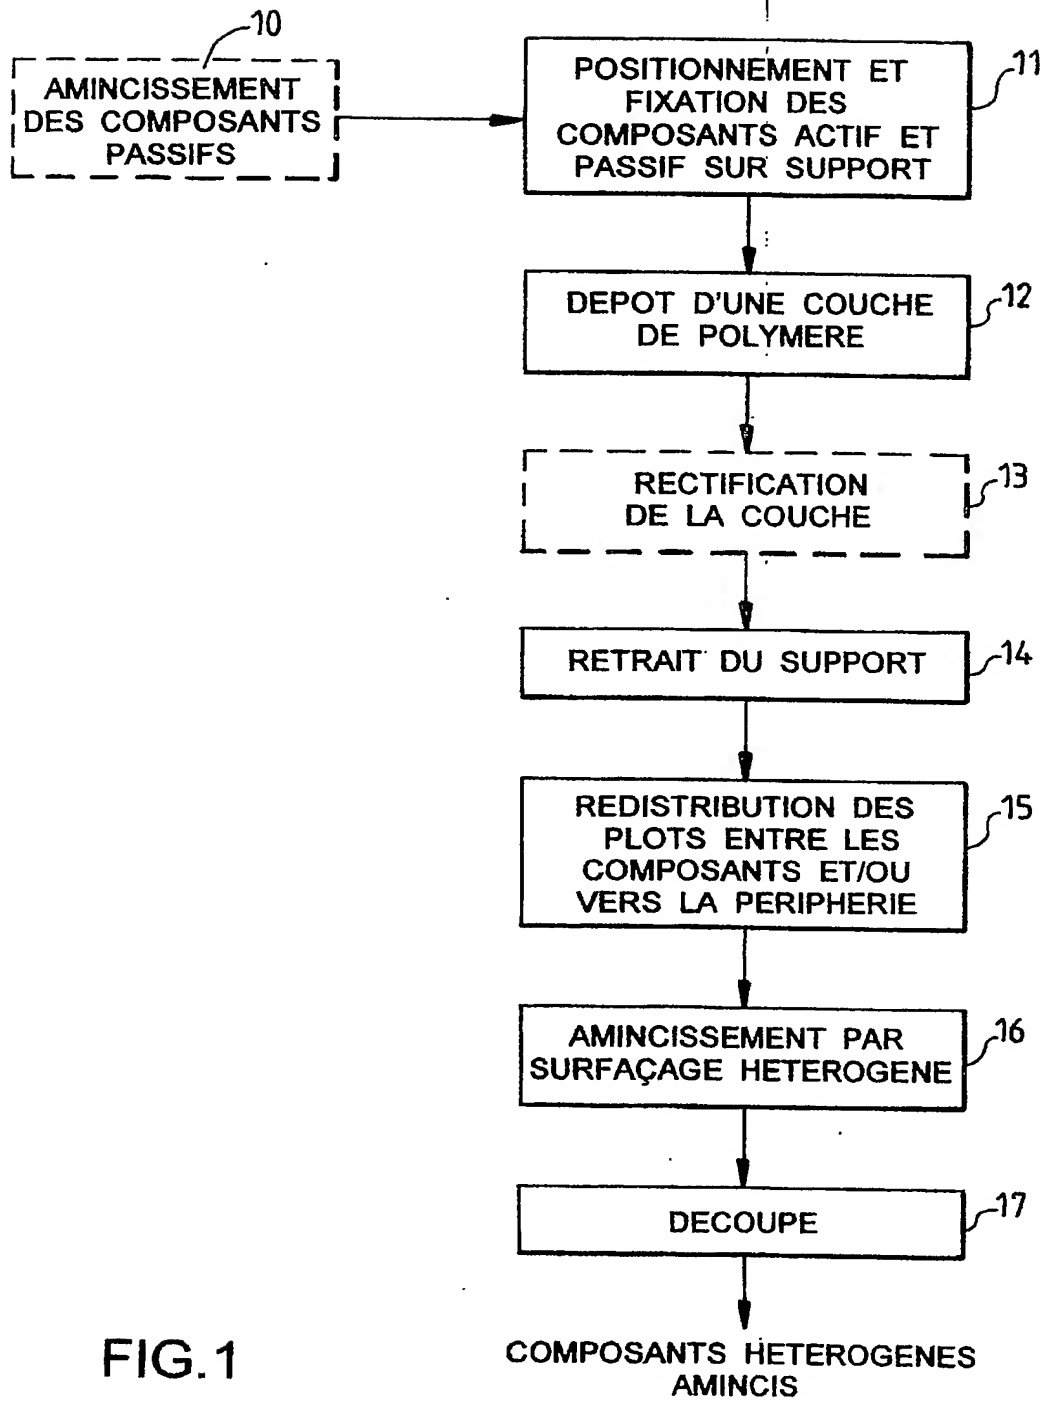 10
AMINCISSEMENT
DES COMPOSANTS
PASSIFS
11
POSITIONNEMENT ET
FIXATION DES
COMPOSANTS ACTIF ET
PASSIF SUR SUPPORT
12
DEPOT D'UNE COUCHE
DE POLYMERE
13
RECTIFICATION
DE LA COUCHE
14
RETRAIT DU SUPPORT
15
REDISTRIBUTION DES
PLOTS ENTRE LES
COMPOSANTS ET/OU
VERS LA PERIPHERIE
16
AMINCISSEMENT PAR
SURFAÇAGE HETEROGENE
17
DECOUPE
COMPOSANTS HETEROGENES
AMINCIS
FIG.1